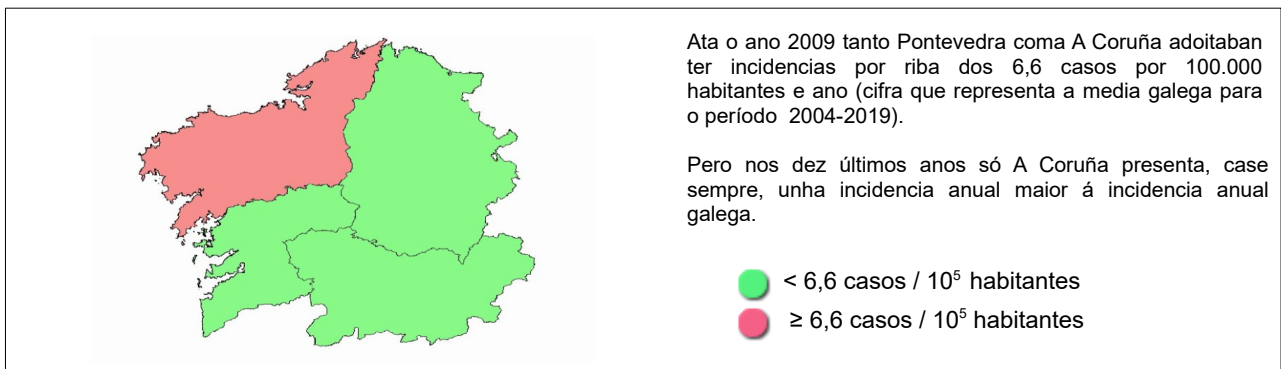 Ata o ano 2009 tanto Pontevedra coma A Coruña adoitaban
ter incidencias por riba dos 6,6 casos por 100.000
habitantes e ano (cifra que representa a media galega para
o período 2004-2019).
Pero nos dez últimos anos só A Coruña presenta, case
sempre, unha incidencia anual maior á incidencia anual
galega.
< 6,6 casos / 10⁵ habitantes
≥ 6,6 casos / 10⁵ habitantes